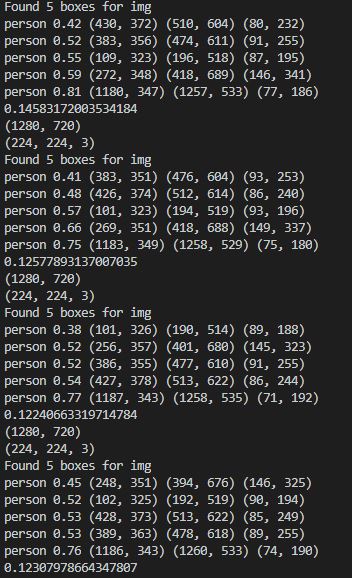 Found 5 boxes for img
person 0.42 (430, 372) (510, 604) (80, 232)
person 0.52 (383, 356) (474, 611) (91, 255)
person 0.55 (109, 323) (196, 518) (87, 195)
person 0.59 (272, 348) (418, 689) (146, 341)
person 0.81 (1180, 347) (1257, 533) (77, 186)
0.14583172003534184
(1280, 720)
(224, 224, 3)
Found 5 boxes for img
person 0.41 (383, 351) (476, 604) (93, 253)
person 0.48 (426, 374) (512, 614) (86, 240)
person 0.57 (101, 323) (194, 519) (93, 196)
person 0.66 (269, 351) (418, 688) (149, 337)
person 0.75 (1183, 349) (1258, 529) (75, 180)
0.12577893137007035
(1280, 720)
(224, 224, 3)
Found 5 boxes for img
person 0.38 (101, 326) (190, 514) (89, 188)
person 0.52 (256, 357) (401, 680) (145, 323)
person 0.52 (386, 355) (477, 610) (91, 255)
person 0.54 (427, 378) (513, 622) (86, 244)
person 0.77 (1187, 343) (1258, 535) (71, 192)
0.12240663319714784
(1280, 720)
(224, 224, 3)
Found 5 boxes for img
person 0.45 (248, 351) (394, 676) (146, 325)
person 0.52 (102, 325) (192, 519) (90, 194)
person 0.53 (428, 373) (513, 622) (85, 249)
person 0.53 (389, 363) (478, 618) (89, 255)
person 0.76 (1186, 343) (1260, 533) (74, 190)
0.12307978664347807